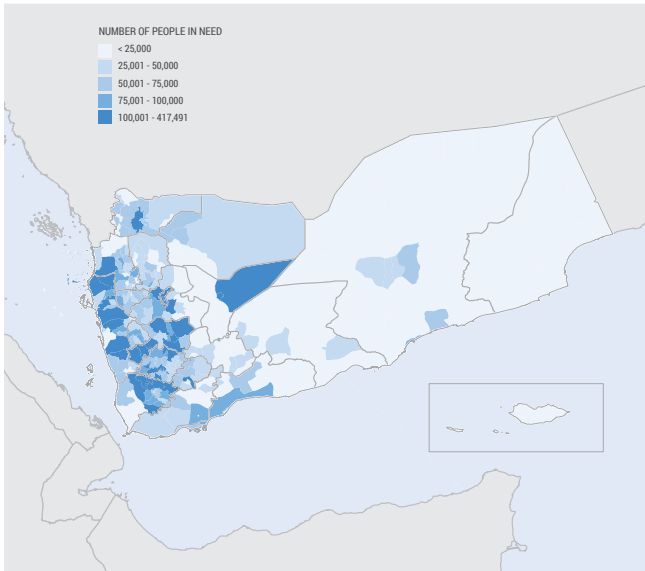 NUMBER OF PEOPLE IN NEED
< 25,000
25,001 - 50,000
50,001 - 75,000
75,001 - 100,000
100,001 - 417,491